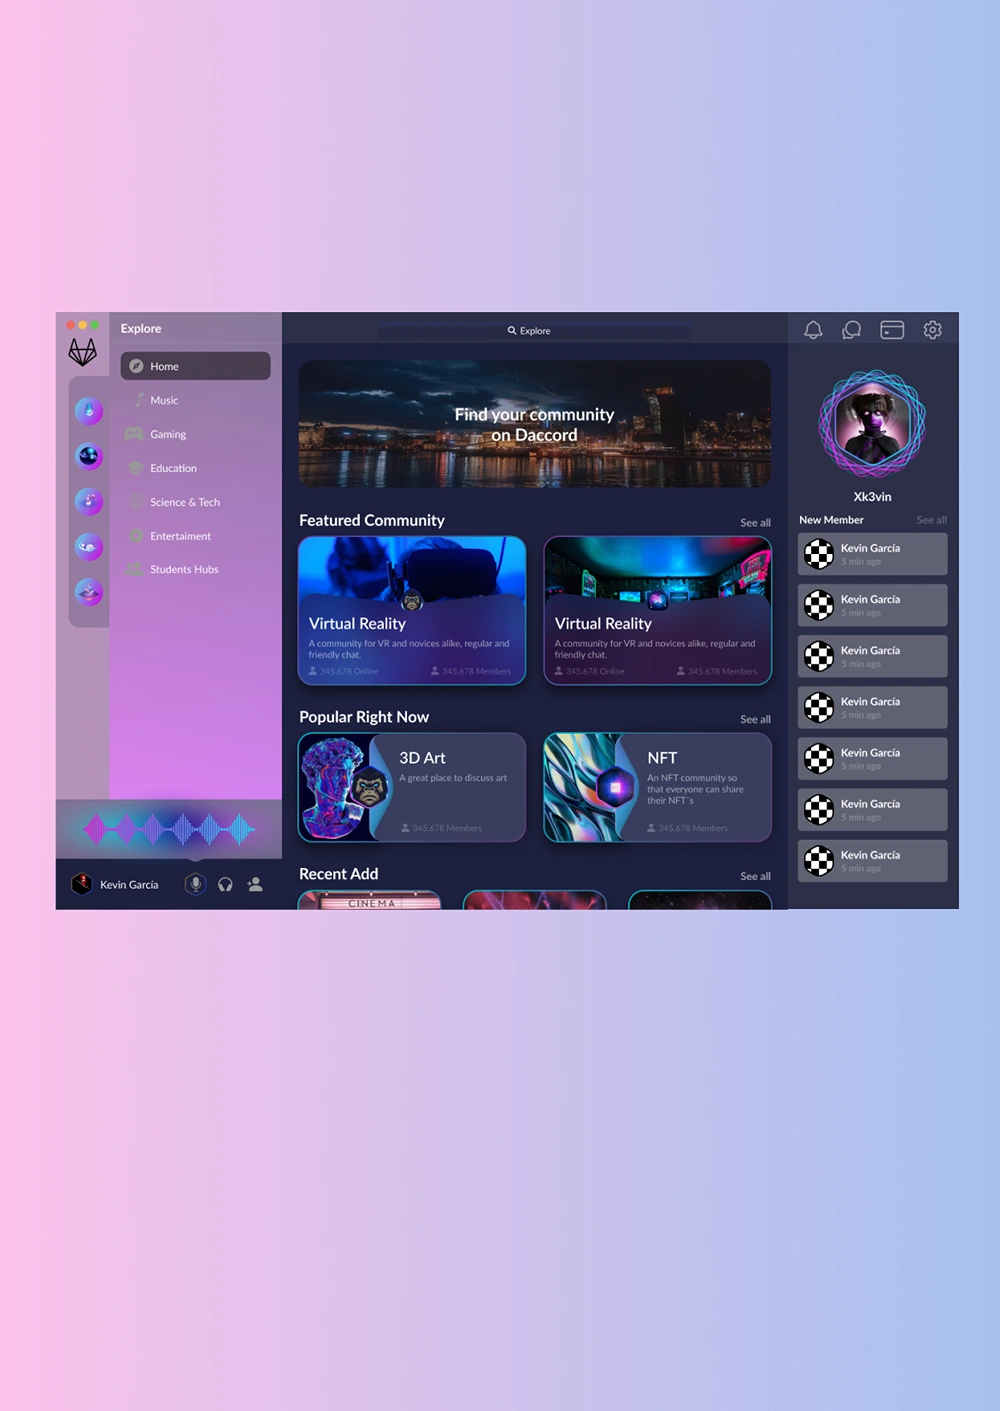 Explore
Home
Music
Gaming
Education
Science & Tech
Entertaiment
Students Hubs
Kevin García
Explore
Find your community
on Daccord
Featured Community
See all
Virtual Reality
A community for VR and novices alike, regular and
friendly chat.
345.678 Online
345.678 Members
Virtual Reality
A community for VR and novices alike, regular and
friendly chat.
345.678 Online
345.678 Members
Popular Right Now
See all
3D Art
A great place to discuss art
345.678 Members
NFT
An NFT community so
that everyone can share
their NFT´s
345.678 Members
Recent Add
See all
CINEMA
Xk3vin
New Member
See all
Kevin García
5 min ago
Kevin García
5 min ago
Kevin García
5 min ago
Kevin García
5 min ago
Kevin García
5 min ago
Kevin García
5 min ago
Kevin García
5 min ago